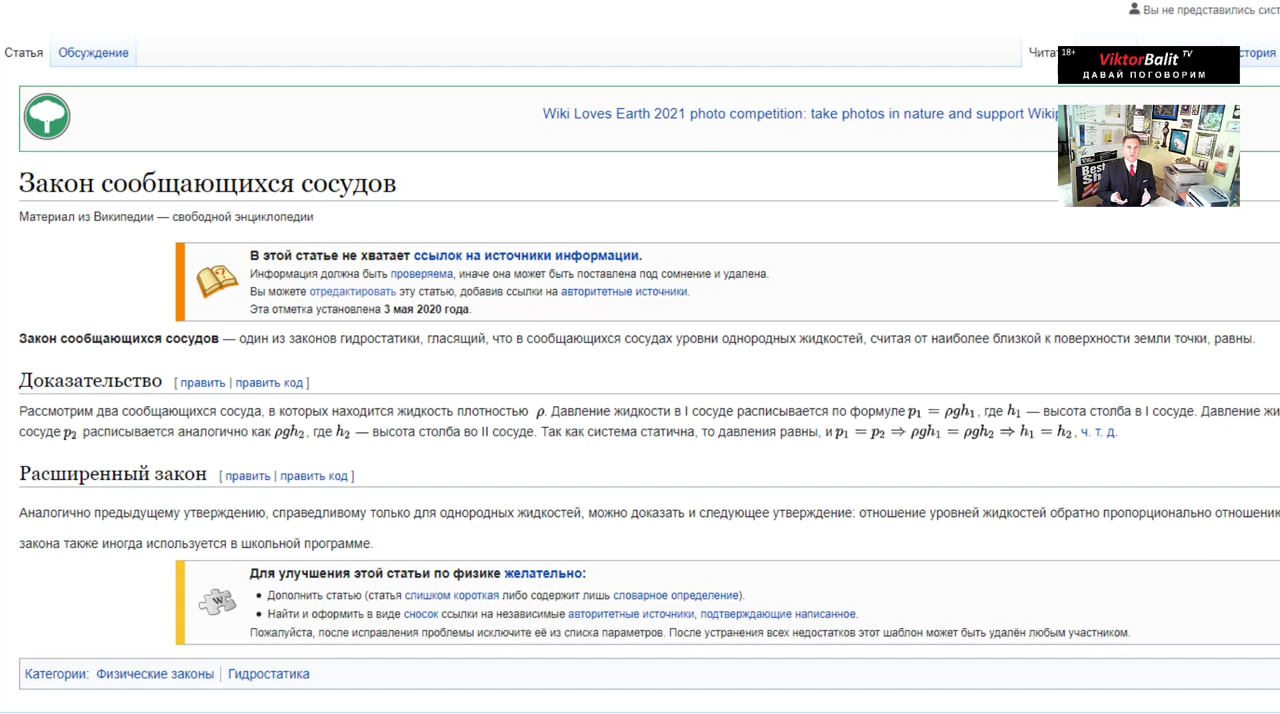 Вы не представились сист
Статья
Обсуждение
Читат
18+
ViktorBalit TV
стория
ДАВАЙ ПОГОВОРИМ
Wiki Loves Earth 2021 photo competition: take photos in nature and support Wikip
Best
Sh
Закон сообщающихся сосудов
Материал из Википедии — свободной энциклопедии
В этой статье не хватает ссылок на источники информации.
Информация должна быть проверяема, иначе она может быть поставлена под сомнение и удалена.
Вы можете отредактировать эту статью, добавив ссылки на авторитетные источники.
Эта отметка установлена 3 мая 2020 года.
Закон сообщающихся сосудов — один из законов гидростатики, гласящий, что в сообщающихся сосудах уровни однородных жидкостей, считая от наиболее близкой к поверхности земли точки, равны.
Доказательство [ править | править код ]
Рассмотрим два сообщающихся сосуда, в которых находится жидкость плотностью ρ. Давление жидкости в I сосуде расписывается по формуле p₁ = ρgh₁, где h₁ — высота столба в I сосуде. Давление жи
сосуде p₂ расписывается аналогично как ρgh₂, где h₂ — высота столба во II сосуде. Так как система статична, то давления равны, и p₁ = p₂ ⇒ ρgh₁ = ρgh₂ ⇒ h₁ = h₂, ч. т. д.
Расширенный закон [ править | править код ]
Аналогично предыдущему утверждению, справедливому только для однородных жидкостей, можно доказать и следующее утверждение: отношение уровней жидкостей обратно пропорционально отношению
закона также иногда используется в школьной программе.
Для улучшения этой статьи по физике желательно:
• Дополнить статью (статья слишком короткая либо содержит лишь словарное определение).
• Найти и оформить в виде сносок ссылки на независимые авторитетные источники, подтверждающие написанное.
Пожалуйста, после исправления проблемы исключите её из списка параметров. После устранения всех недостатков этот шаблон может быть удалён любым участником.
Категории: Физические законы | Гидростатика